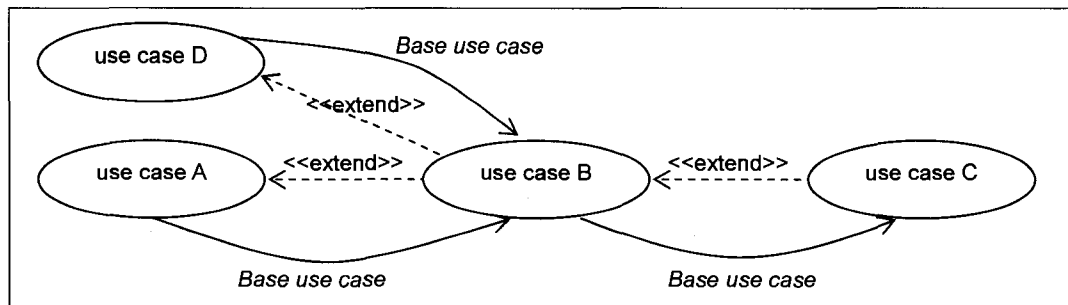 use case D
Base use case
<<extend>>
use case A
<<extend>>
use case B
<<extend>>
use case C
Base use case
Base use case